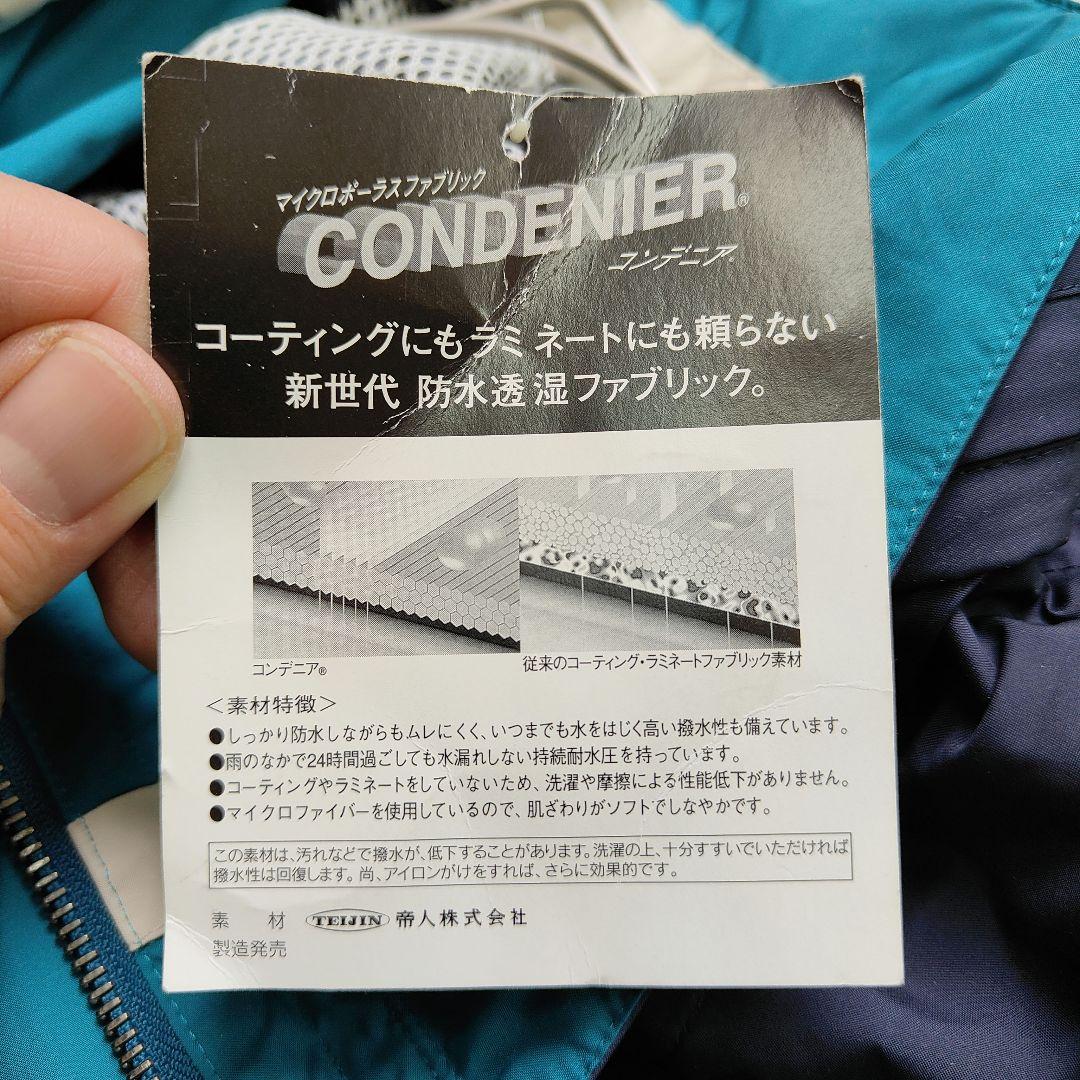 マイクロポーラスファブリック
CONDENIER®
コンデニア®
コーティングにもラミネートにも頼らない
新世代 防水透湿ファブリック。
コンデニア®
従来のコーティング・ラミネートファブリック素材
＜素材特徴＞
●しっかり防水しながらもムレにくく、いつまでも水をはじく高い撥水性も備えています。
●雨のなかで24時間過ごしても水漏れしない持続耐水圧を持っています。
●コーティングやラミネートをしていないため、洗濯や摩擦による性能低下がありません。
●マイクロファイバーを使用しているので、肌ざわりがソフトでしなやかです。
この素材は、汚れなどで撥水が、低下することがあります。洗濯の上、十分すすいでいただければ
撥水性は回復します。尚、アイロンがけをすれば、さらに効果的です。
素 材 TEIJIN 帝人株式会社
製造発売